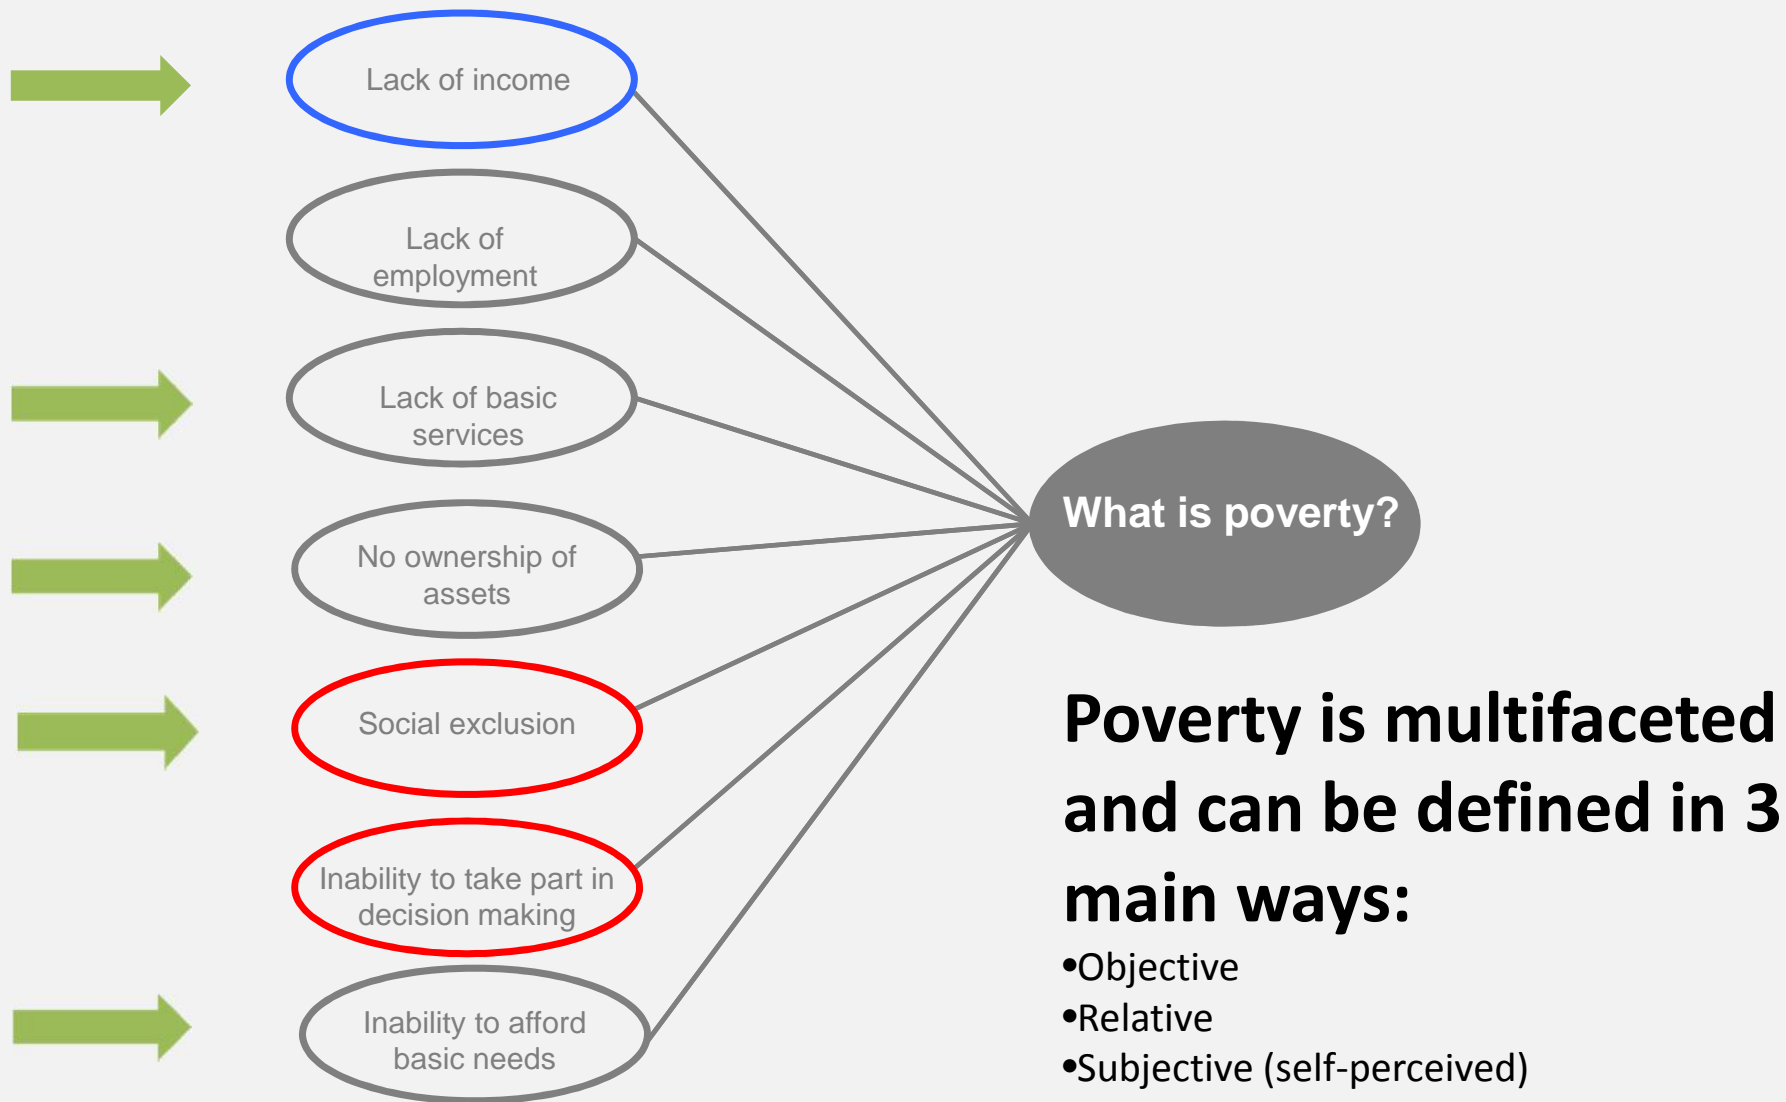 Lack of income
Lack of
employment
Lack of basic
services
No ownership of
assets
Social exclusion
Inability to take part in
decision making
Inability to afford
basic needs
What is poverty?
Poverty is multifaceted
and can be defined in 3
main ways:
•Objective
•Relative
•Subjective (self-perceived)